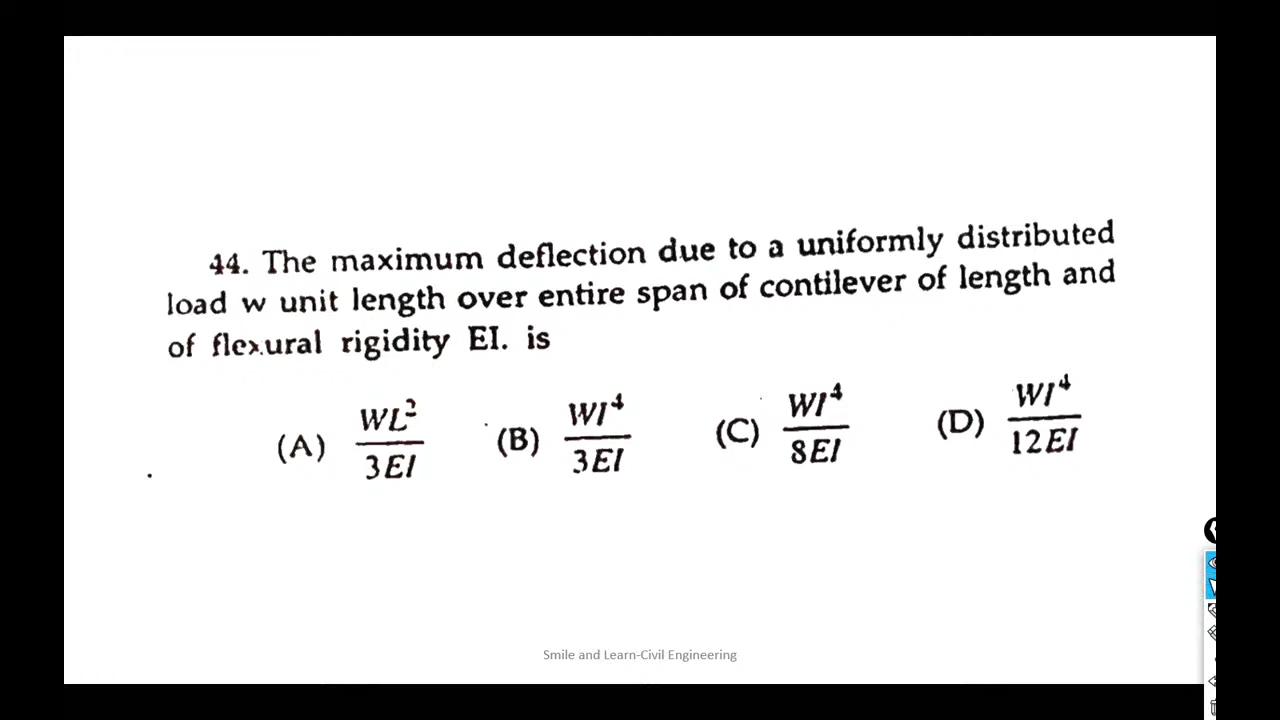 44. The maximum deflection due to a uniformly distributed
load w unit length over entire span of contilever of length and
of flexural rigidity EI. is
(A) WL²/3EI (B) Wl⁴/3EI (C) Wl⁴/8EI (D) Wl⁴/12EI
Smile and Learn-Civil Engineering